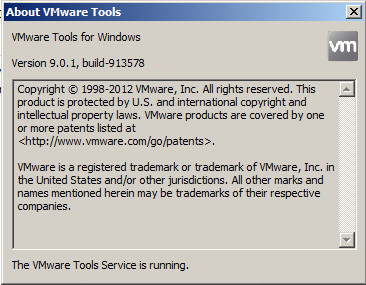 About VMware Tools
VMware Tools for Windows
vm
Version 9.0.1, build-913578
Copyright © 1998-2012 VMware, Inc. All rights reserved. This
product is protected by U.S. and international copyright and
intellectual property laws. VMware products are covered by one
or more patents listed at
<http://www.vmware.com/go/patents>.
VMware is a registered trademark or trademark of VMware, Inc. in
the United States and/or other jurisdictions. All other marks and
names mentioned herein may be trademarks of their respective
companies.
The VMware Tools Service is running.